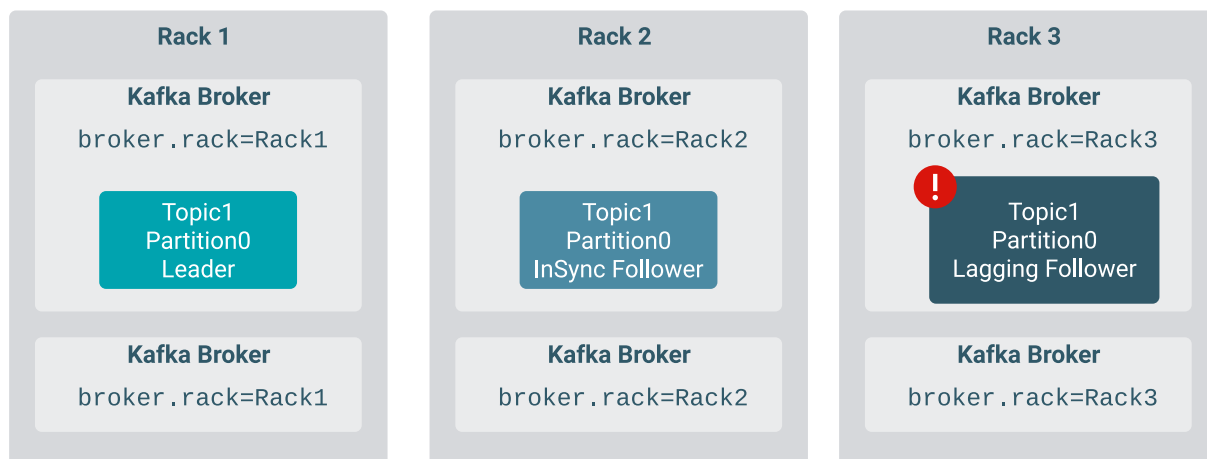 Rack 1
Kafka Broker
broker.rack=Rack1
Topic1
Partition0
Leader
Kafka Broker
broker.rack=Rack1
Rack 2
Kafka Broker
broker.rack=Rack2
Topic1
Partition0
InSync Follower
Kafka Broker
broker.rack=Rack2
Rack 3
Kafka Broker
broker.rack=Rack3
!
Topic1
Partition0
Lagging Follower
Kafka Broker
broker.rack=Rack3